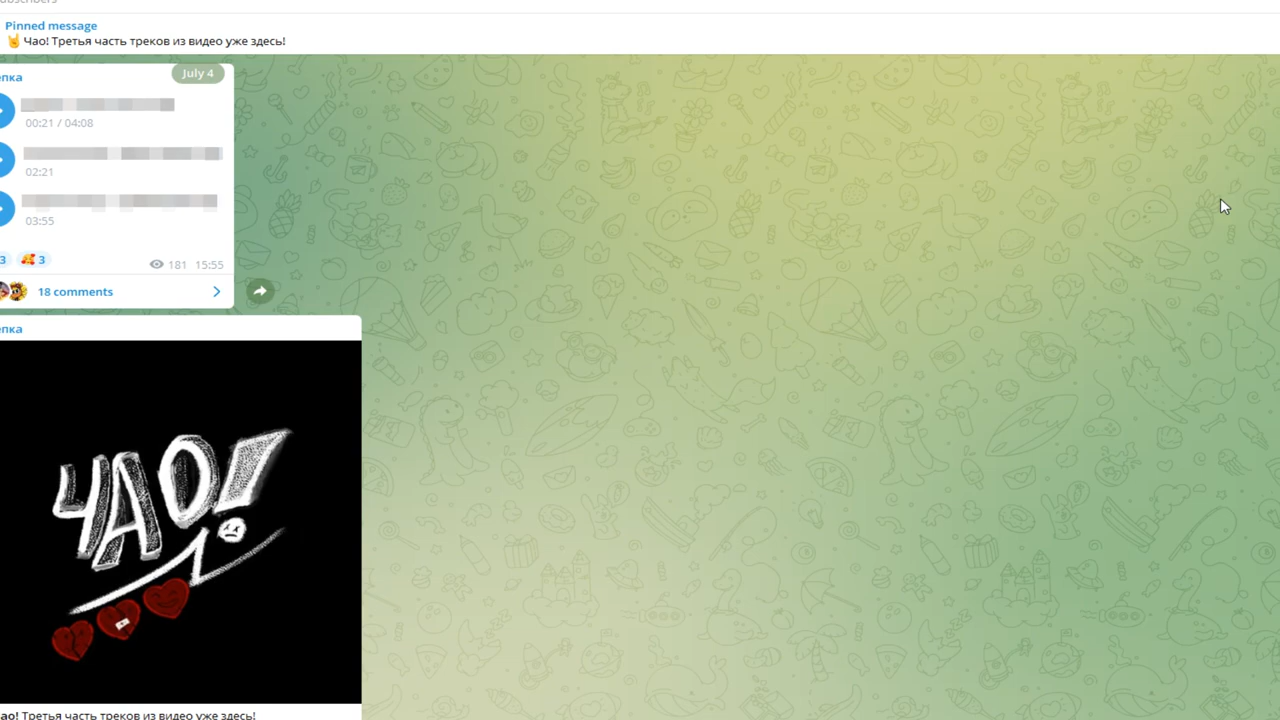 Pinned message
🤘 Чао! Третья часть треков из видео уже здесь!
July 4
00:21 / 04:08
02:21
03:55
3
3
181 15:55
18 comments
ЧАО!
Третья часть треков из видео уже здесь!